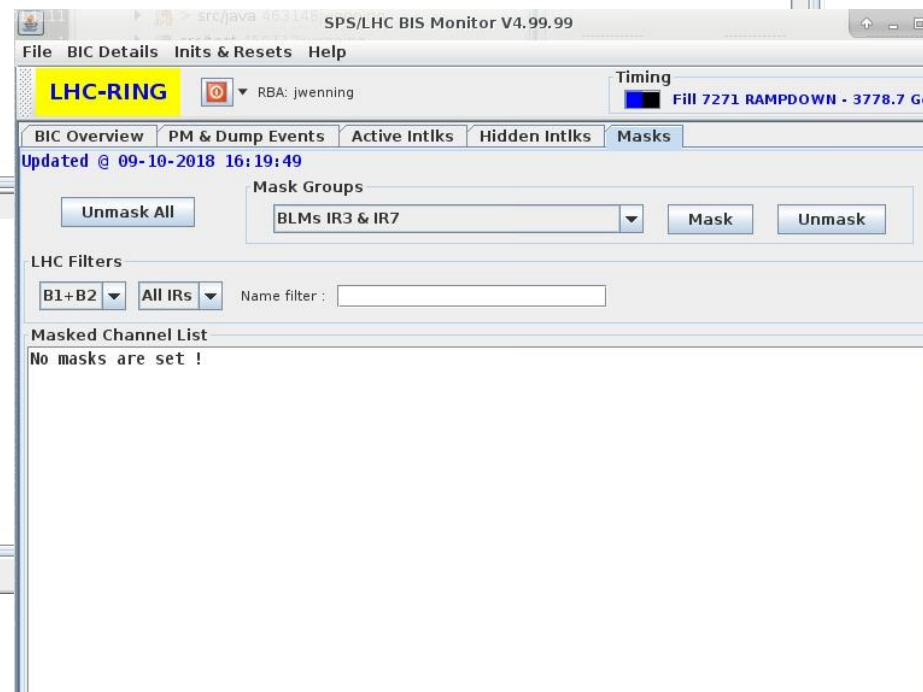 SPS/LHC BIS Monitor V4.99.99
File BIC Details Inits & Resets Help
LHC-RING
RBA: jwenning
Timing
Fill 7271 RAMPDOWN - 3778.7 G
BIC Overview PM & Dump Events Active Intlks Hidden Intlks Masks
Updated @ 09-10-2018 16:19:49
Mask Groups
Unmask All
BLMs IR3 & IR7
Mask
Unmask
LHC Filters
B1+B2
All IRs
Name filter :
Masked Channel List
No masks are set !